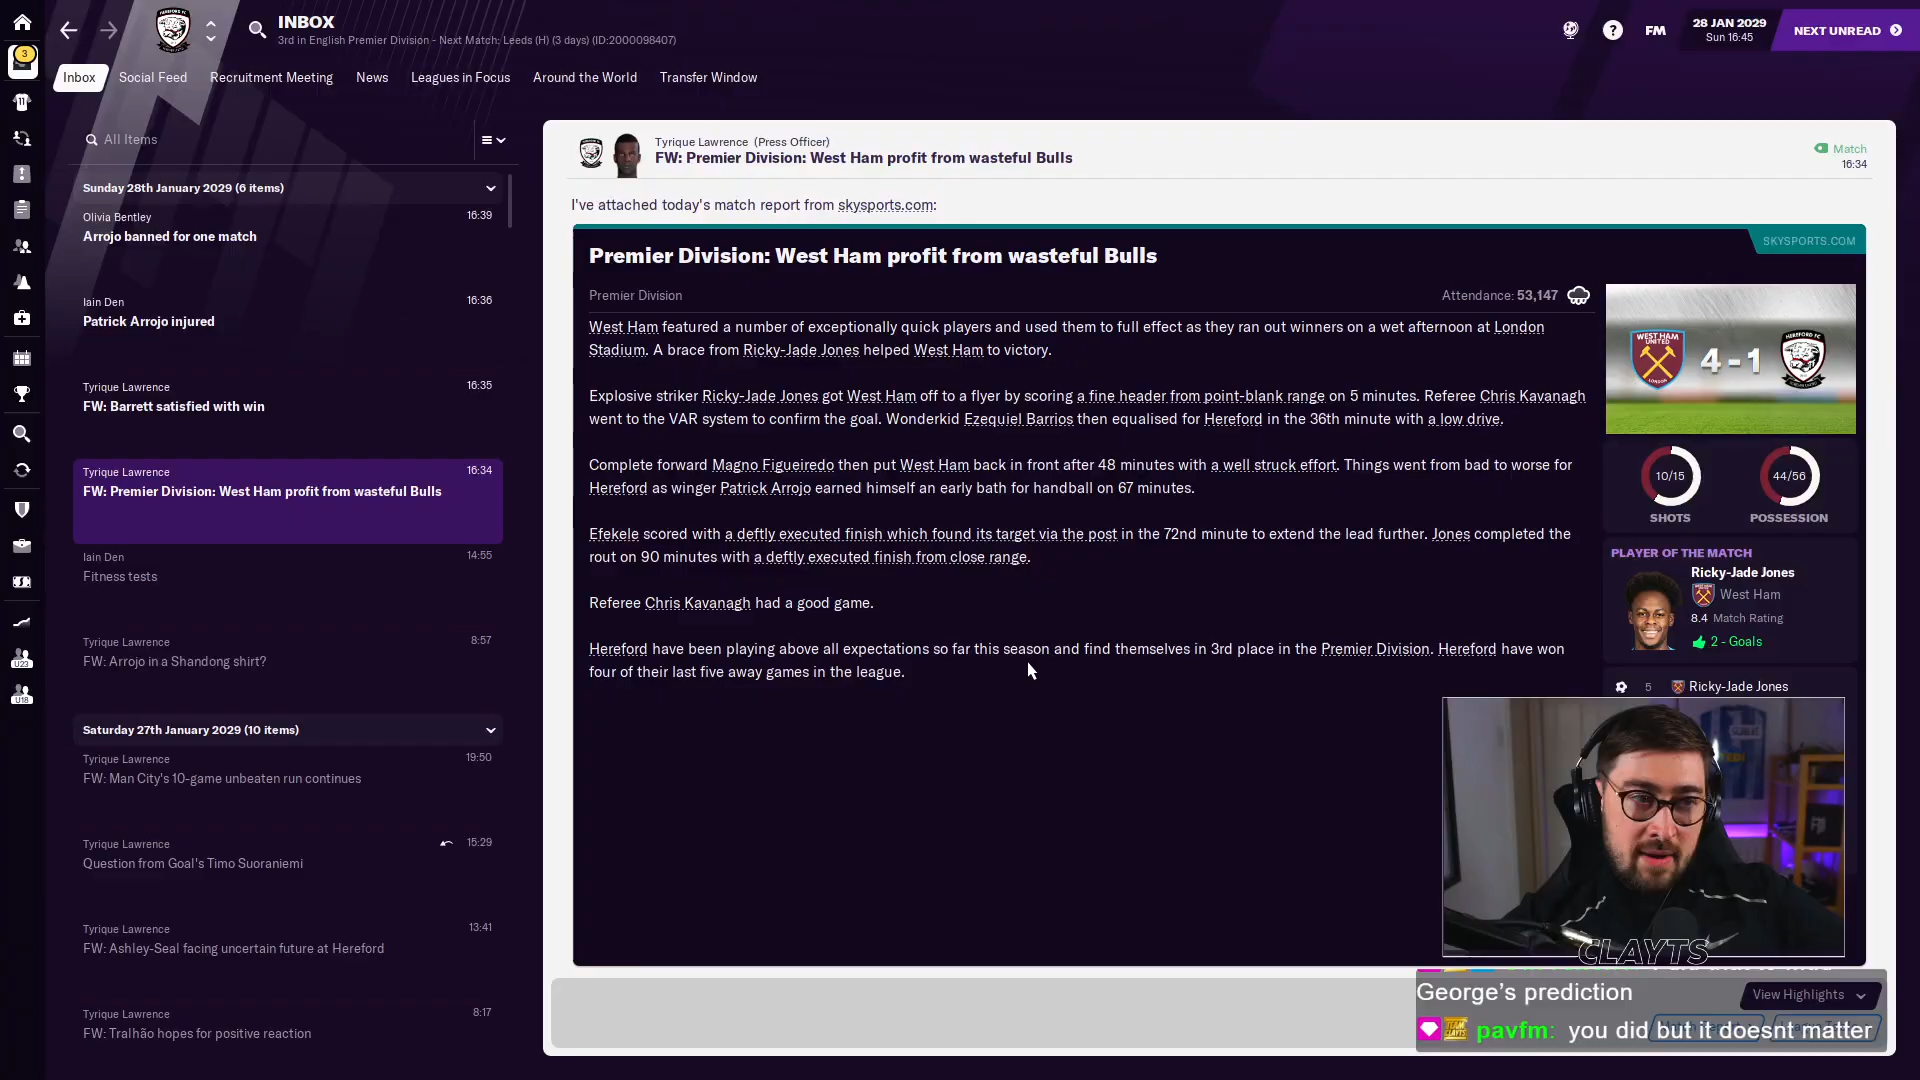 INBOX
3rd in English Premier Division - Next Match: Leeds (H) (3 days) (ID:2000098407)
FM
28 JAN 2029
Sun 16:45
NEXT UNREAD
3
Inbox
Social Feed
Recruitment Meeting
News
Leagues in Focus
Around the World
Transfer Window
All Items
Sunday 28th January 2029 (6 items)
Olivia Bentley
16:39
Arrojo banned for one match
Iain Den
16:36
Patrick Arrojo injured
Tyrique Lawrence
16:35
FW: Barrett satisfied with win
Tyrique Lawrence
16:34
FW: Premier Division: West Ham profit from wasteful Bulls
Iain Den
14:55
Fitness tests
Tyrique Lawrence
8:57
FW: Arrojo in a Shandong shirt?
Saturday 27th January 2029 (10 items)
Tyrique Lawrence
19:50
FW: Man City's 10-game unbeaten run continues
Tyrique Lawrence
15:29
Question from Goal's Timo Suoraniemi
Tyrique Lawrence
13:41
FW: Ashley-Seal facing uncertain future at Hereford
Tyrique Lawrence
8:17
FW: Tralhão hopes for positive reaction
U23
U18
Tyrique Lawrence (Press Officer)
FW: Premier Division: West Ham profit from wasteful Bulls
Match
16:34
I've attached today's match report from skysports.com:
SKYSPORTS.COM
Premier Division: West Ham profit from wasteful Bulls
Premier Division
Attendance: 53,147
West Ham featured a number of exceptionally quick players and used them to full effect as they ran out winners on a wet afternoon at London
Stadium. A brace from Ricky-Jade Jones helped West Ham to victory.
Explosive striker Ricky-Jade Jones got West Ham off to a flyer by scoring a fine header from point-blank range on 5 minutes. Referee Chris Kavanagh
went to the VAR system to confirm the goal. Wonderkid Ezequiel Barrios then equalised for Hereford in the 36th minute with a low drive.
Complete forward Magno Figueiredo then put West Ham back in front after 48 minutes with a well struck effort. Things went from bad to worse for
Hereford as winger Patrick Arrojo earned himself an early bath for handball on 67 minutes.
Efekele scored with a deftly executed finish which found its target via the post in the 72nd minute to extend the lead further. Jones completed the
rout on 90 minutes with a deftly executed finish from close range.
Referee Chris Kavanagh had a good game.
Hereford have been playing above all expectations so far this season and find themselves in 3rd place in the Premier Division. Hereford have won
four of their last five away games in the league.
WEST HAM
UNITED
LONDON
4 - 1
HEREFORD FC
10/15
SHOTS
44/56
POSSESSION
PLAYER OF THE MATCH
Ricky-Jade Jones
West Ham
8.4 Match Rating
2 - Goals
5
Ricky-Jade Jones
CLAYTS
George's prediction
View Highlights
pavfm: you did but it doesnt matter